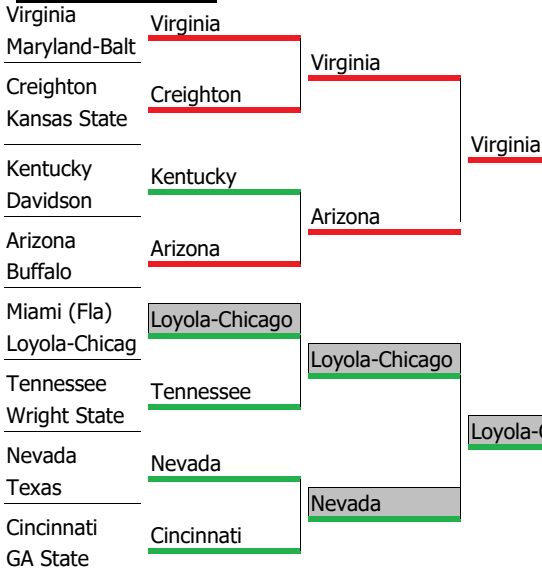 Virginia
Maryland-Balt
Creighton
Kansas State
Kentucky
Davidson
Arizona
Buffalo
Miami (Fla)
Loyola-Chicag
Tennessee
Wright State
Nevada
Texas
Cincinnati
GA State
Virginia
Creighton
Kentucky
Arizona
Loyola-Chicago
Tennessee
Nevada
Cincinnati
Virginia
Arizona
Loyola-Chicago
Nevada
Virginia
Loyola-